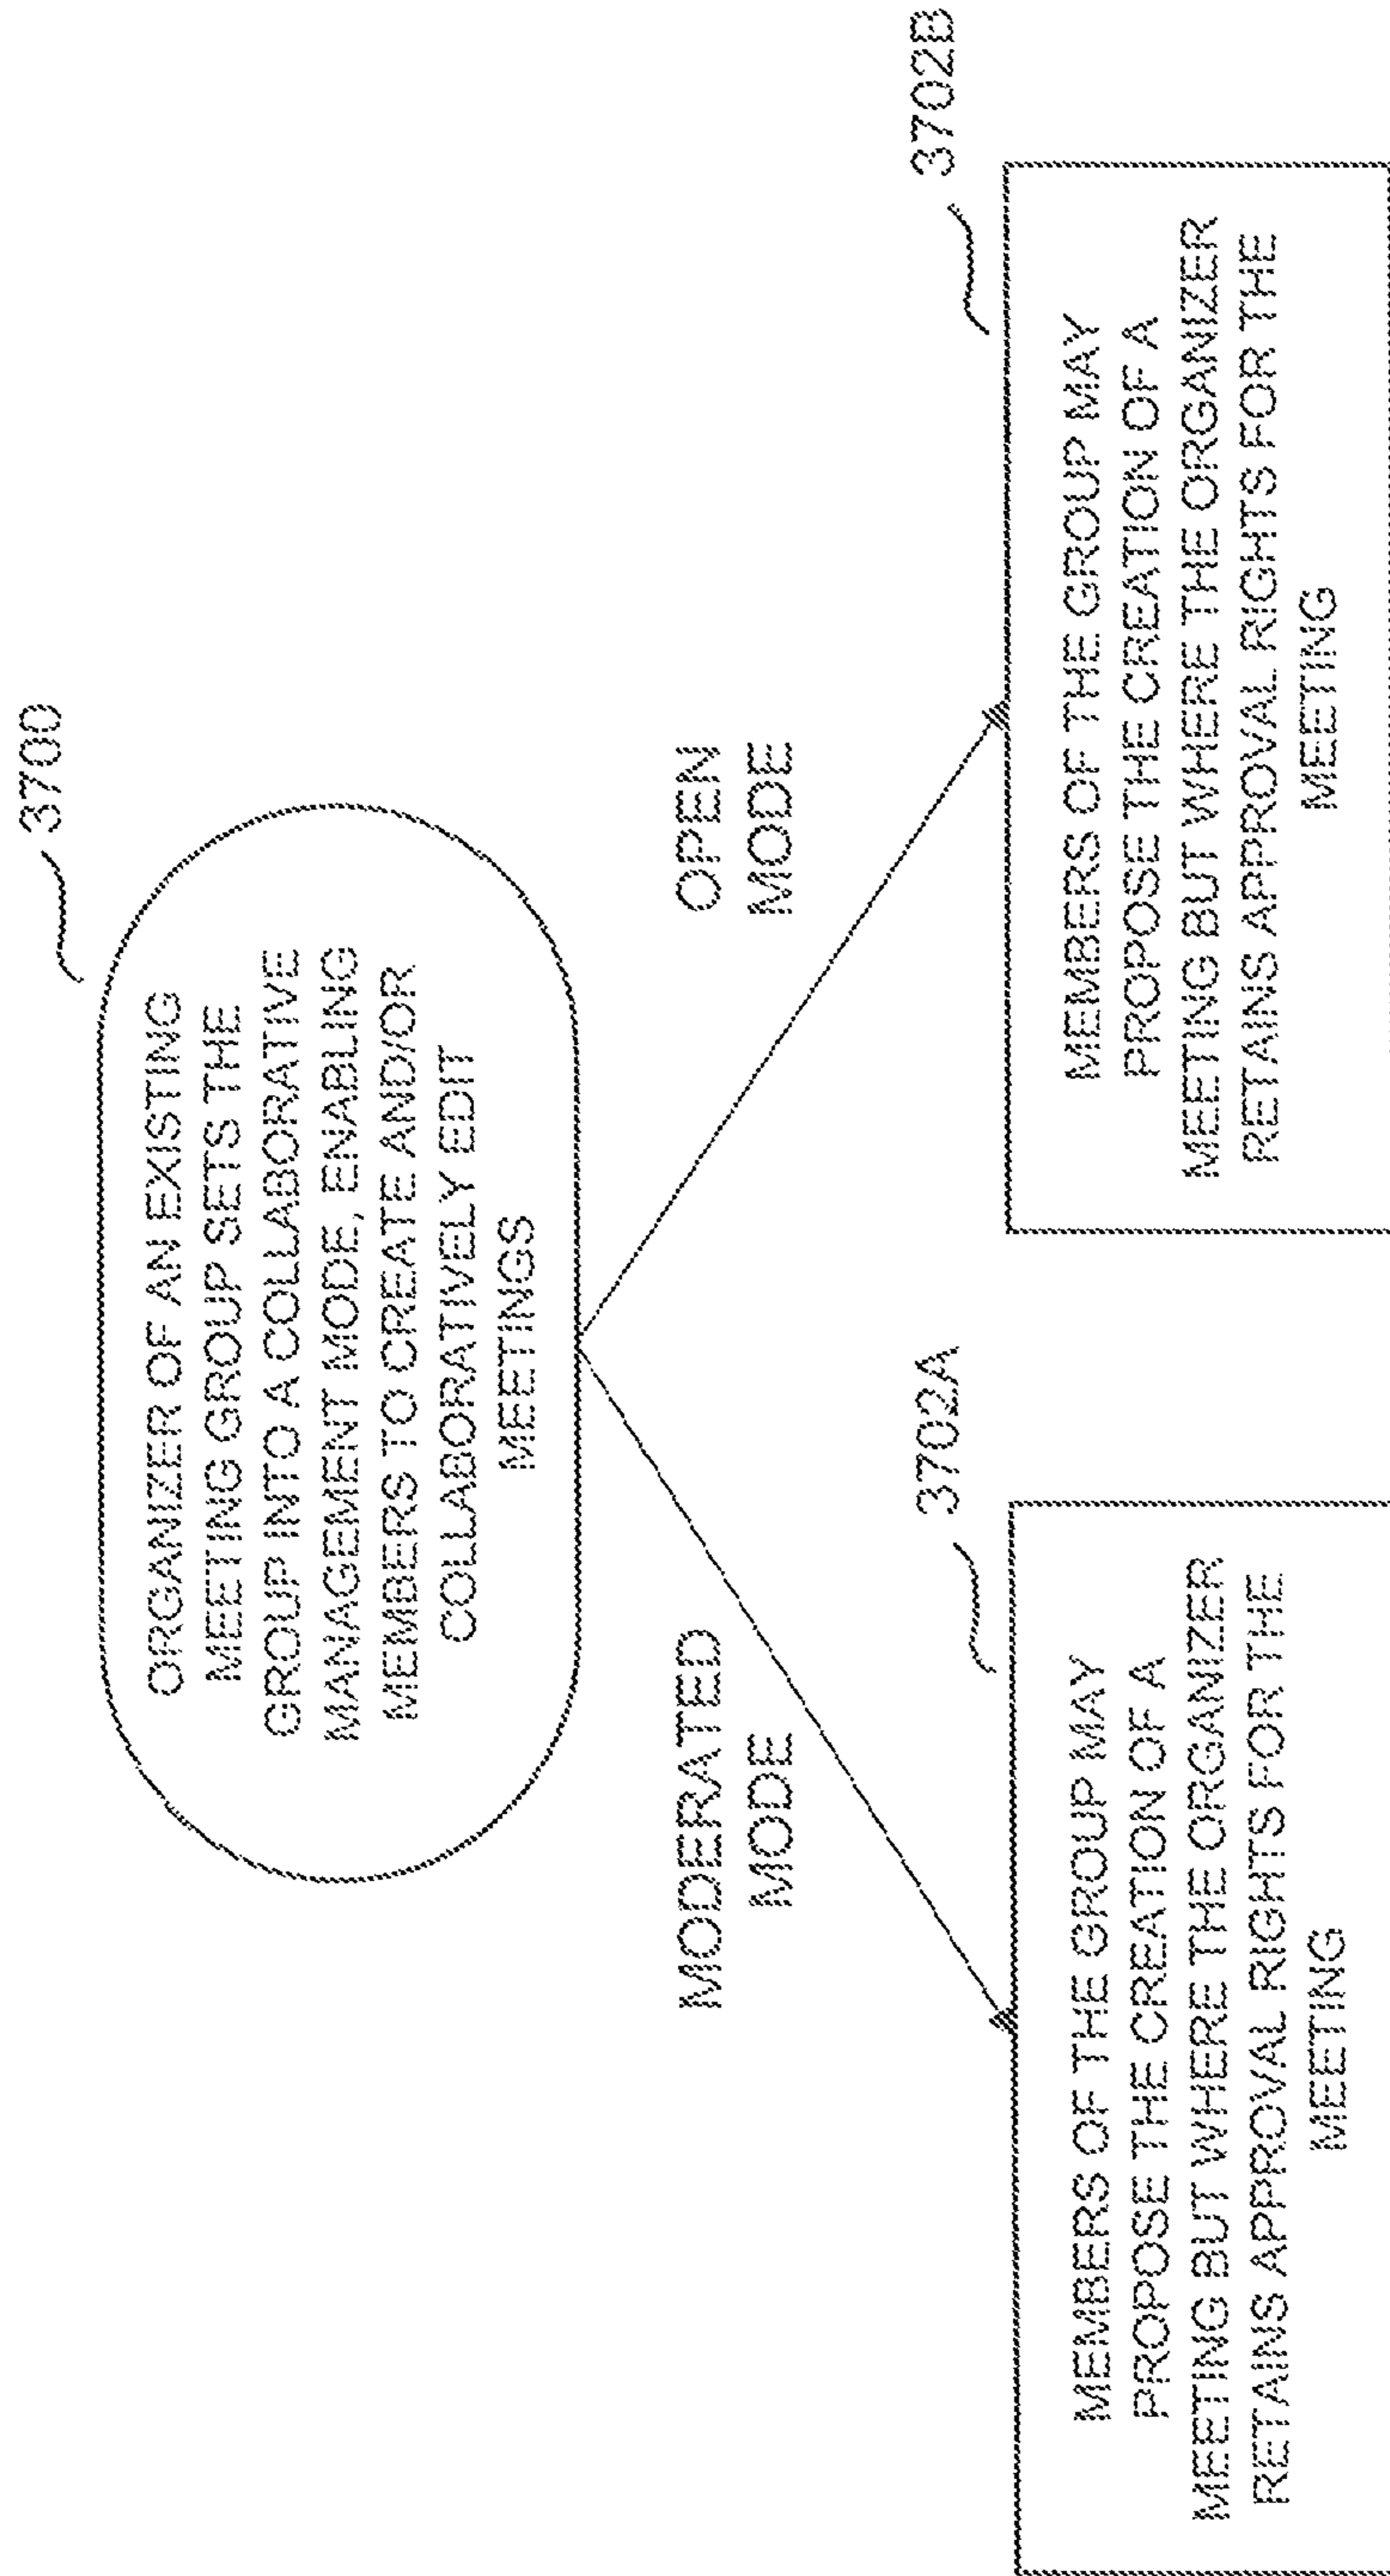 3700
ORGANIZER OF AN EXISTING
MEETING GROUP SETS THE
GROUP INTO A COLLABORATIVE
MANAGEMENT MODE, ENABLING
MEMBERS TO CREATE AND/OR
COLLABORATIVELY EDIT
MEETINGS
MODERATED
MODE
OPEN
MODE
3702A
MEMBERS OF THE GROUP MAY
PROPOSE THE CREATION OF A
MEETING BUT WHERE THE ORGANIZER
RETAINS APPROVAL RIGHTS FOR THE
MEETING
3702B
MEMBERS OF THE GROUP MAY
PROPOSE THE CREATION OF A
MEETING BUT WHERE THE ORGANIZER
RETAINS APPROVAL RIGHTS FOR THE
MEETING